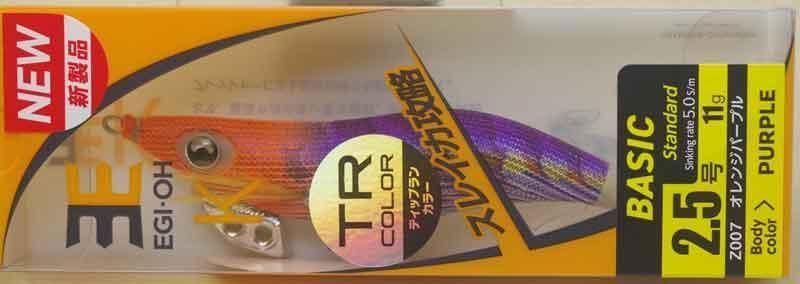 NEW
新製品
EGI-OH
K
TR
COLOR
ティップラン
カラー
スレイカ攻略
BASIC
Standard
Sinking rate 5.0 S/m
2.5号 11g
Z007 オレンジパープル
Body color > PURPLE